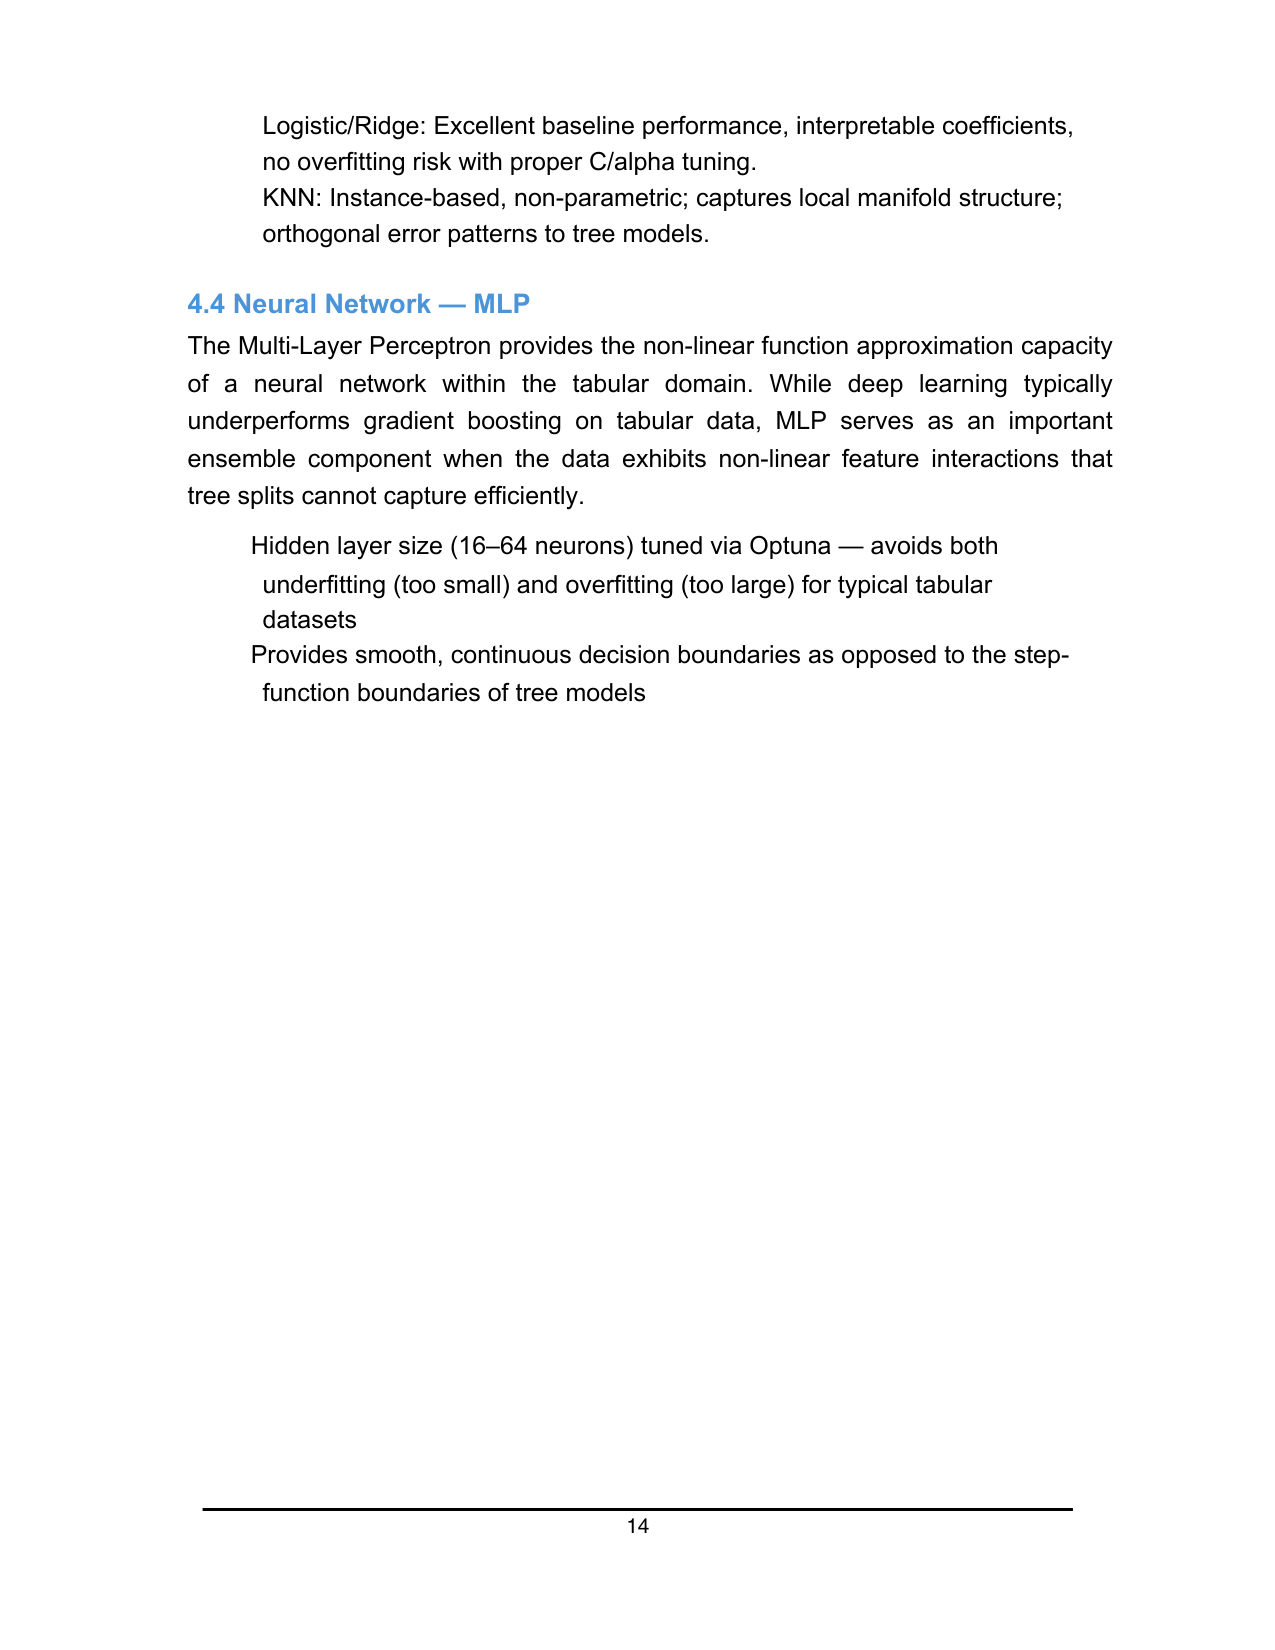 Logistic/Ridge: Excellent baseline performance, interpretable coefficients,
no overfitting risk with proper C/alpha tuning.
KNN: Instance-based, non-parametric; captures local manifold structure;
orthogonal error patterns to tree models.
4.4 Neural Network — MLP
The Multi-Layer Perceptron provides the non-linear function approximation capacity
of a neural network within the tabular domain. While deep learning typically
underperforms gradient boosting on tabular data, MLP serves as an important
ensemble component when the data exhibits non-linear feature interactions that
tree splits cannot capture efficiently.
Hidden layer size (16–64 neurons) tuned via Optuna — avoids both
underfitting (too small) and overfitting (too large) for typical tabular
datasets
Provides smooth, continuous decision boundaries as opposed to the step-
function boundaries of tree models
14